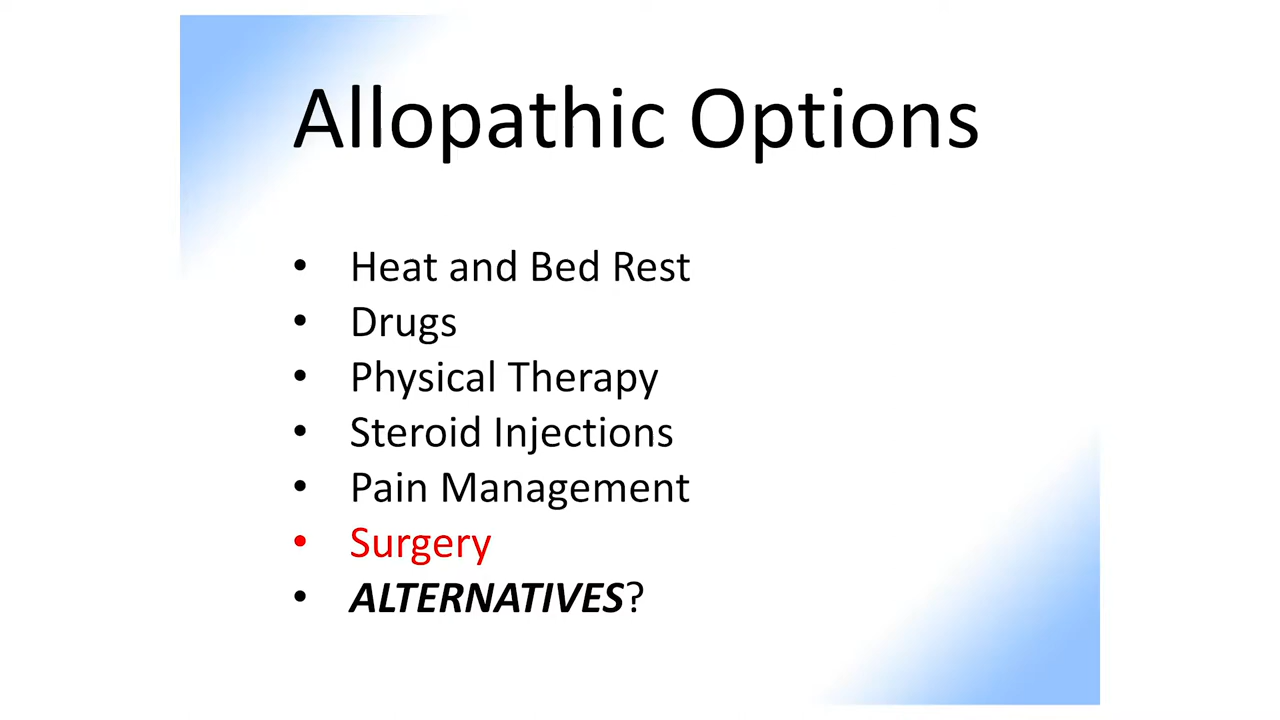 Allopathic Options
• Heat and Bed Rest
• Drugs
• Physical Therapy
• Steroid Injections
• Pain Management
• Surgery
• ALTERNATIVES?